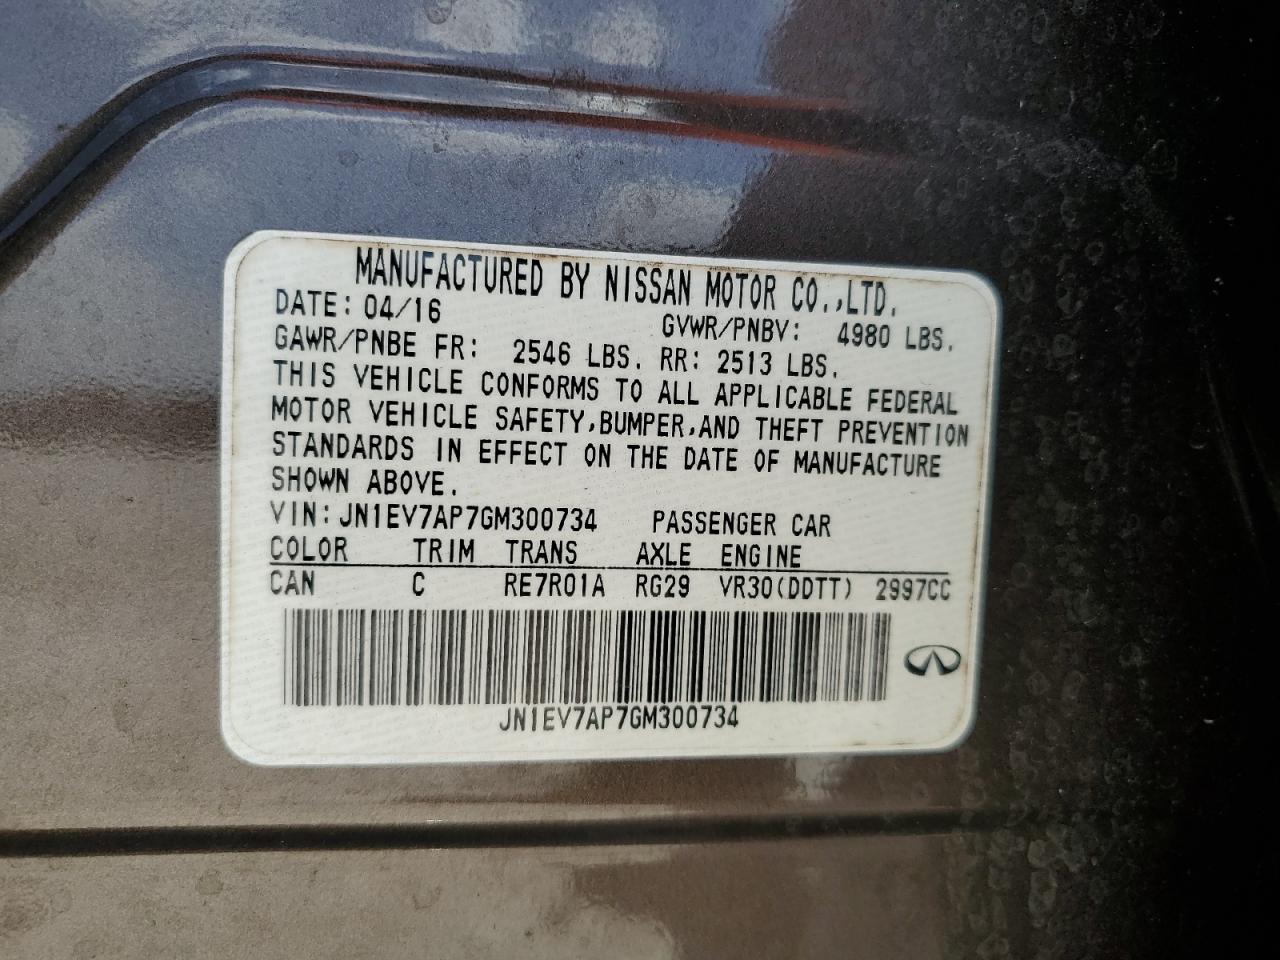 MANUFACTURED BY NISSAN MOTOR CO.,LTD.
DATE: 04/16 GVWR/PNBV: 4980 LBS.
GAWR/PNBE FR: 2546 LBS. RR: 2513 LBS.
THIS VEHICLE CONFORMS TO ALL APPLICABLE FEDERAL
MOTOR VEHICLE SAFETY,BUMPER,AND THEFT PREVENTION
STANDARDS IN EFFECT ON THE DATE OF MANUFACTURE
SHOWN ABOVE.
VIN: JN1EV7AP7GM300734 PASSENGER CAR
COLOR TRIM TRANS AXLE ENGINE
CAN C RE7R01A RG29 VR30(DDTT) 2997CC
JN1EV7AP7GM300734